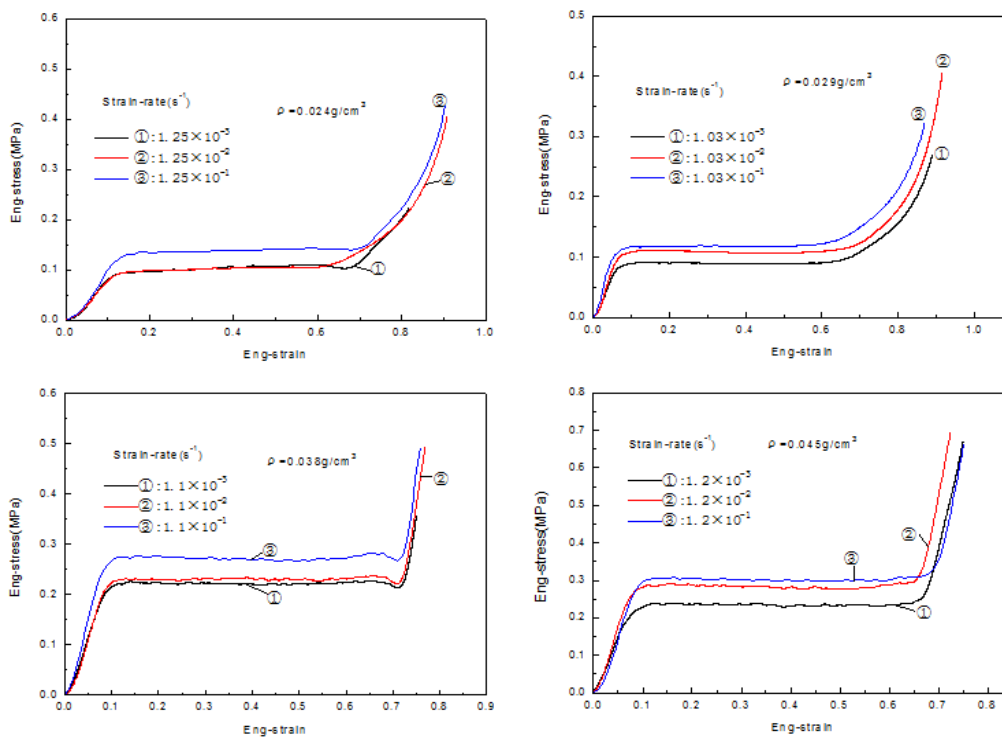 0.6
0.5
0.4
0.3
0.2
0.1
0.0
Eng-stress(MPa)
Strain-rate(s⁻¹)
ρ=0.024g/cm³
①:1.25×10⁻³
②:1.25×10⁻²
③:1.25×10⁻¹
③
②
①
0.0 0.2 0.4 0.6 0.8 1.0
Eng-strain
0.5
0.4
0.3
0.2
0.1
0.0
Eng-stress(MPa)
Strain-rate(s⁻¹)
ρ=0.029g/cm³
①:1.03×10⁻³
②:1.03×10⁻²
③:1.03×10⁻¹
②
③
①
0.0 0.2 0.4 0.6 0.8 1.0
Eng-strain
0.6
0.5
0.4
0.3
0.2
0.1
0.0
Eng-stress(MPa)
Strain-rate(s⁻¹)
ρ=0.038g/cm³
①:1.1×10⁻³
②:1.1×10⁻²
③:1.1×10⁻¹
②
③
①
0.0 0.1 0.2 0.3 0.4 0.5 0.6 0.7 0.8 0.9
Eng-strain
0.8
0.7
0.6
0.5
0.4
0.3
0.2
0.1
0.0
Eng-stress(MPa)
Strain-rate(s⁻¹)
ρ=0.045g/cm³
①:1.2×10⁻³
②:1.2×10⁻²
③:1.2×10⁻¹
②
③
①
0.0 0.1 0.2 0.3 0.4 0.5 0.6 0.7 0.8
Eng-strain